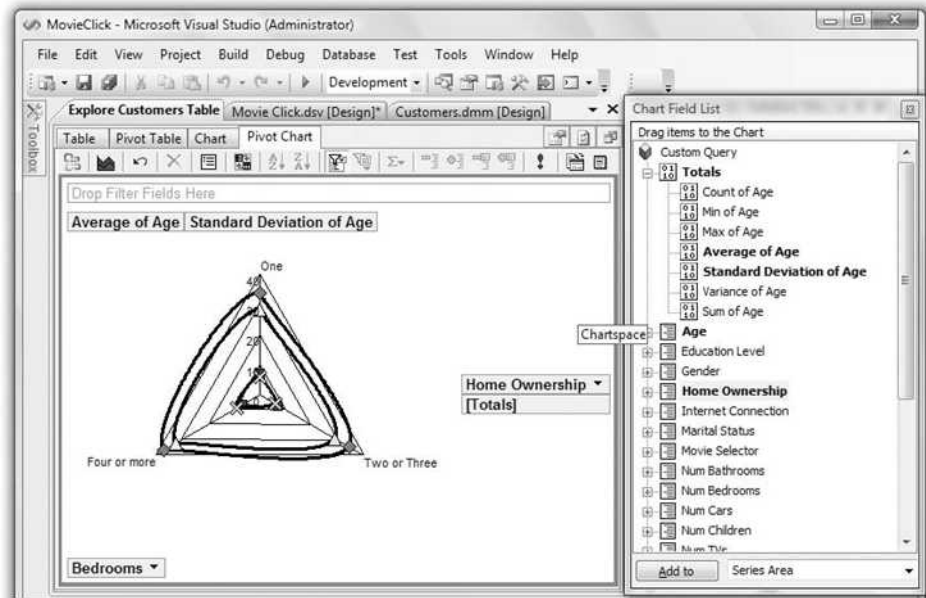 MovieClick - Microsoft Visual Studio (Administrator)
File Edit View Project Build Debug Database Test Tools Window Help
Development
Toolbox
Explore Customers Table Movie Click.dsv [Design]* Customers.dmm [Design]
Table Pivot Table Chart Pivot Chart
Drop Filter Fields Here
Average of Age Standard Deviation of Age
One
40
20
Four or more
Two or Three
Home Ownership
[Totals]
Bedrooms
Chartspace
Chart Field List
Drag items to the Chart
Custom Query
Totals
Count of Age
Min of Age
Max of Age
Average of Age
Standard Deviation of Age
Variance of Age
Sum of Age
Age
Education Level
Gender
Home Ownership
Internet Connection
Marital Status
Movie Selector
Num Bathrooms
Num Bedrooms
Num Cars
Num Children
Num TVs
Add to Series Area